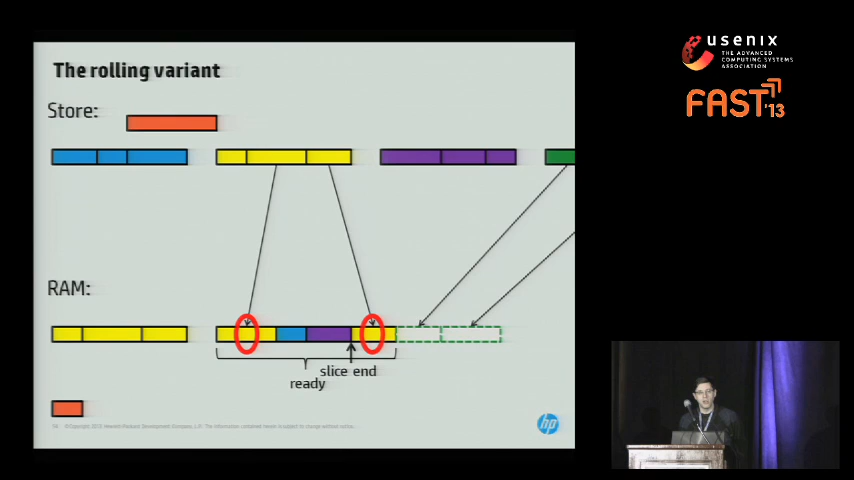 The rolling variant
Store:
RAM:
slice end
ready
hp
usenix
THE ADVANCED
COMPUTING SYSTEMS
ASSOCIATION
FAST '13